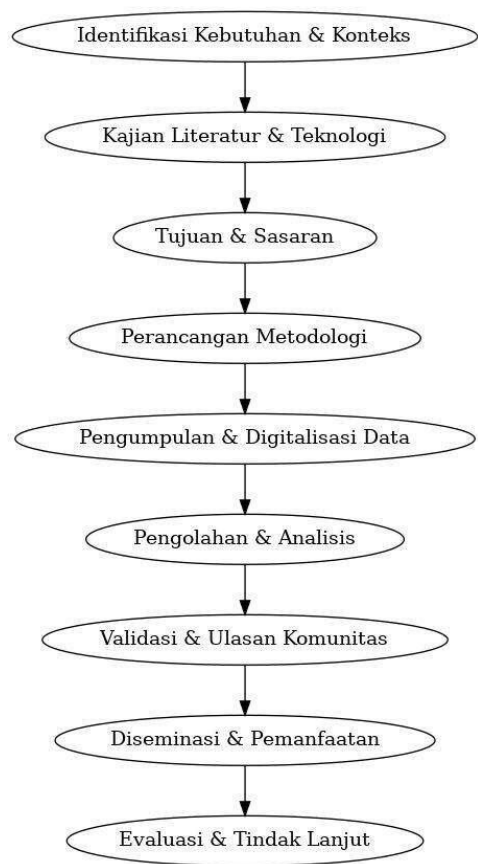 Identifikasi Kebutuhan & Konteks
Kajian Literatur & Teknologi
Tujuan & Sasaran
Perancangan Metodologi
Pengumpulan & Digitalisasi Data
Pengolahan & Analisis
Validasi & Ulasan Komunitas
Diseminasi & Pemanfaatan
Evaluasi & Tindak Lanjut